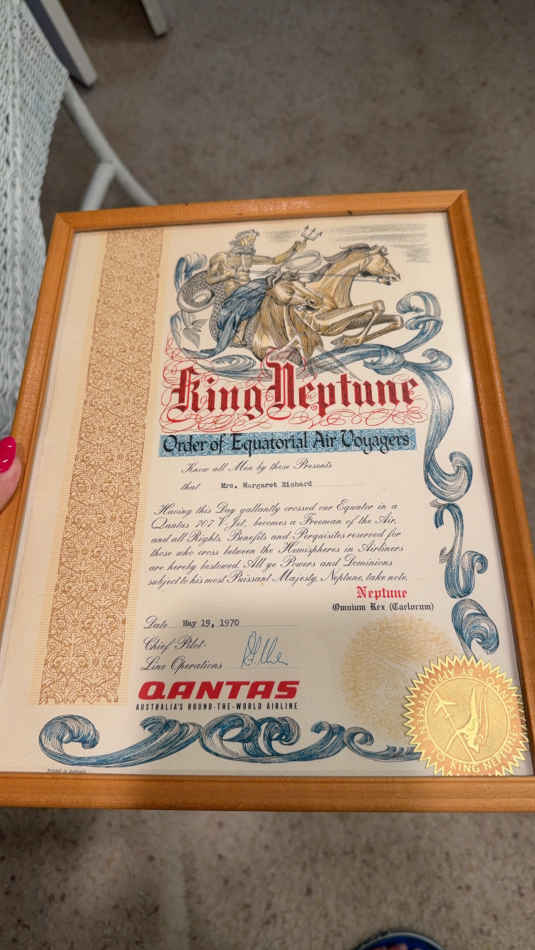 King Neptune
Order of Equatorial Air Voyagers
Know all Men by these Presents
that Mrs. Margaret Richard
Having this Day gallantly crossed our Equator in a
Qantas 707 V-Jet, becomes a Freeman of the Air,
and all Rights, Benefits and Perquisites reserved for
those who cross between the Hemispheres in Airliners
are hereby bestowed. All ye Powers and Dominions
subject to his most Puissant Majesty, Neptune, take note.
Neptune
Omnium Rex (Caelorum)
Date May 19, 1970
Chief Pilot-
Line Operations
QANTAS
AUSTRALIA'S ROUND-THE-WORLD AIRLINE
KING NEPTUNE